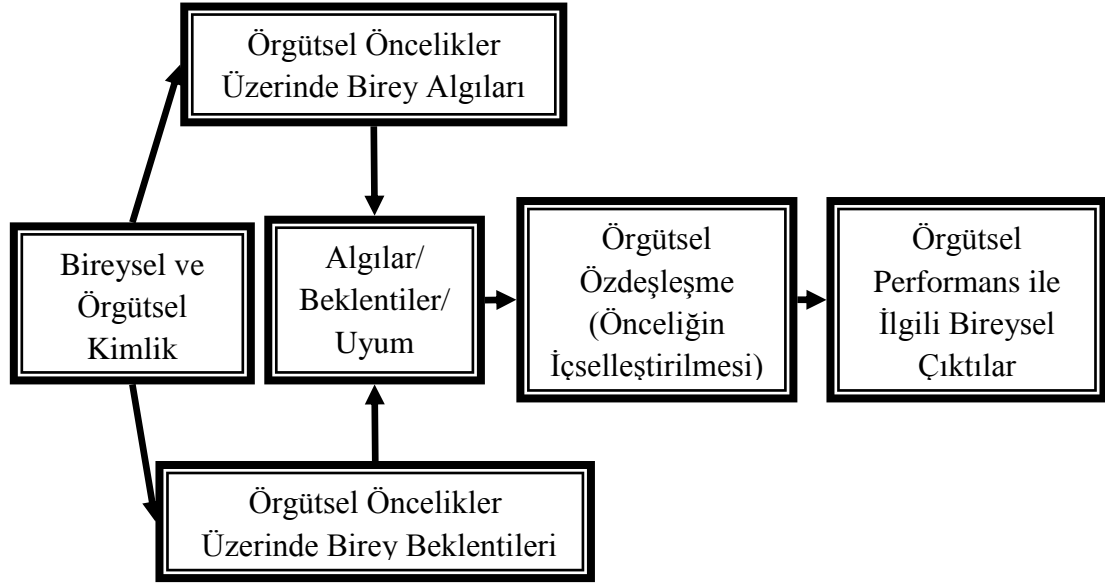 Örgütsel Öncelikler
Üzerinde Birey Algıları
Bireysel ve
Örgütsel
Kimlik
Algılar/
Beklentiler/
Uyum
Örgütsel
Özdeşleşme
(Önceliğin
İçselleştirilmesi)
Örgütsel
Performans ile
İlgili Bireysel
Çıktılar
Örgütsel Öncelikler
Üzerinde Birey Beklentileri